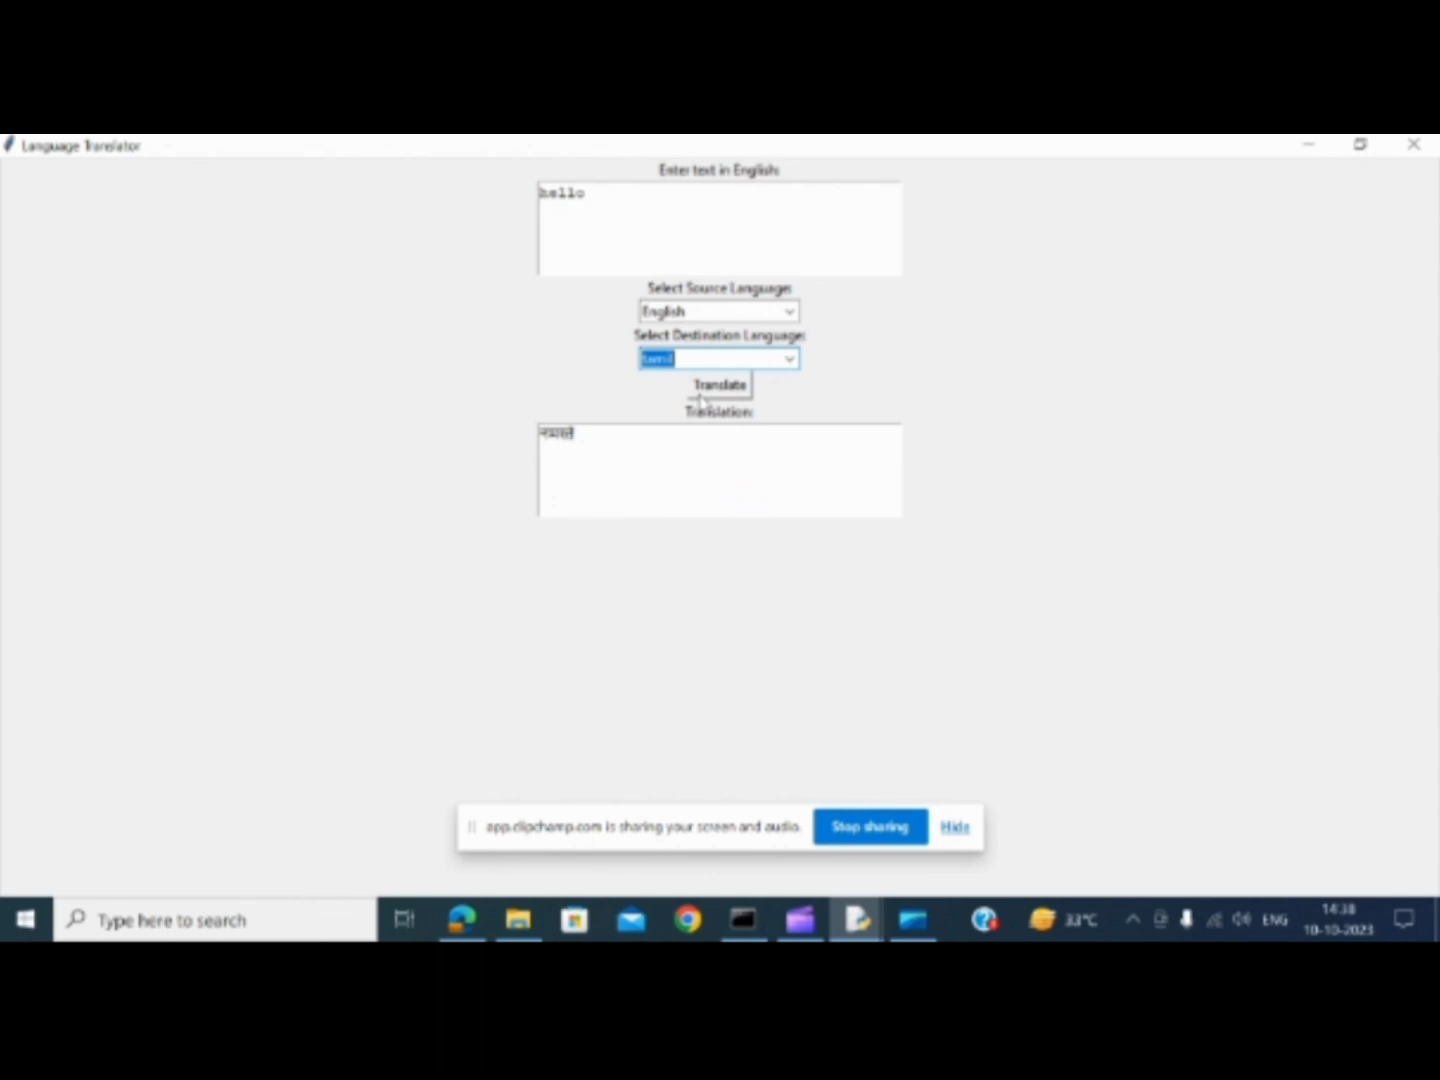 Language Translator
Enter text in English:
hello
Select Source Language:
English
Select Destination Language:
tamil
Translate
Translation:
नमस्ते
app.clipchamp.com is sharing your screen and audio.
Stop sharing
Hide
Type here to search
33°C
ENG
14:38
10-10-2023